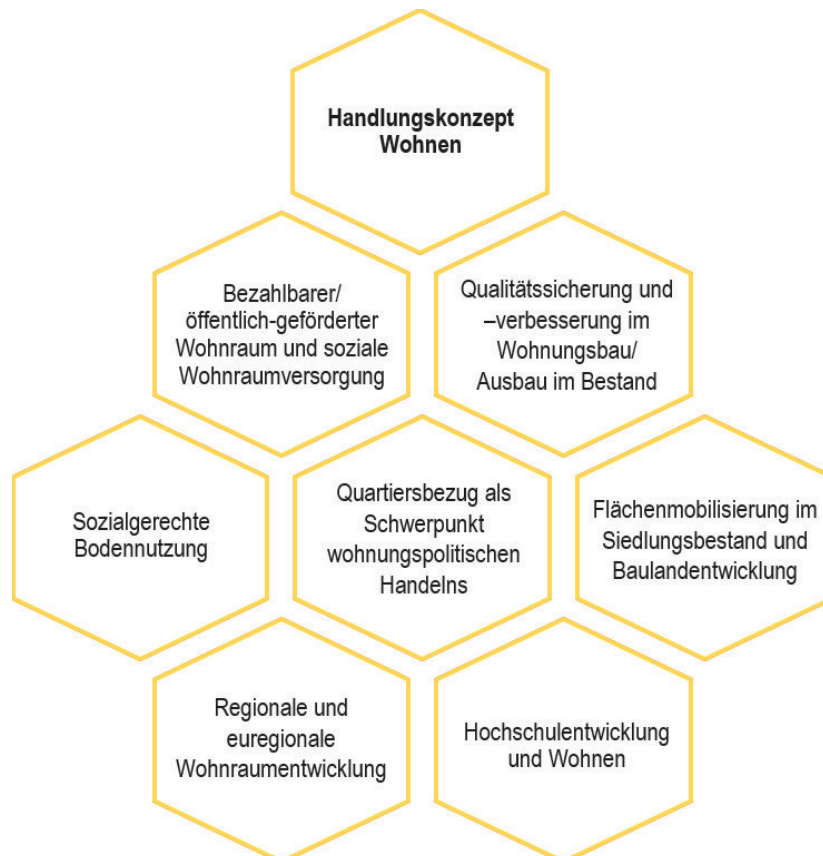 Handlungskonzept
Wohnen
Bezahlbarer/
öffentlich-geförderter
Wohnraum und soziale
Wohnraumversorgung
Qualitätssicherung und
–verbesserung im
Wohnungsbau/
Ausbau im Bestand
Sozialgerechte
Bodennutzung
Quartiersbezug als
Schwerpunkt
wohnungspolitischen
Handelns
Flächenmobilisierung im
Siedlungsbestand und
Baulandentwicklung
Regionale und
euregionale
Wohnraumentwicklung
Hochschulentwicklung
und Wohnen